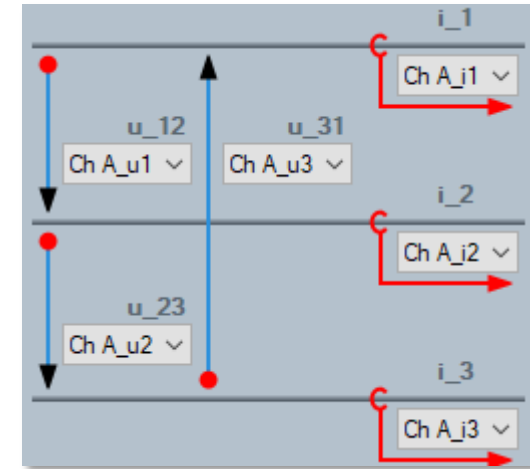 i_1
Ch A_i1
u_12 u_31
Ch A_u1 Ch A_u3
i_2
Ch A_i2
u_23
Ch A_u2
i_3
Ch A_i3